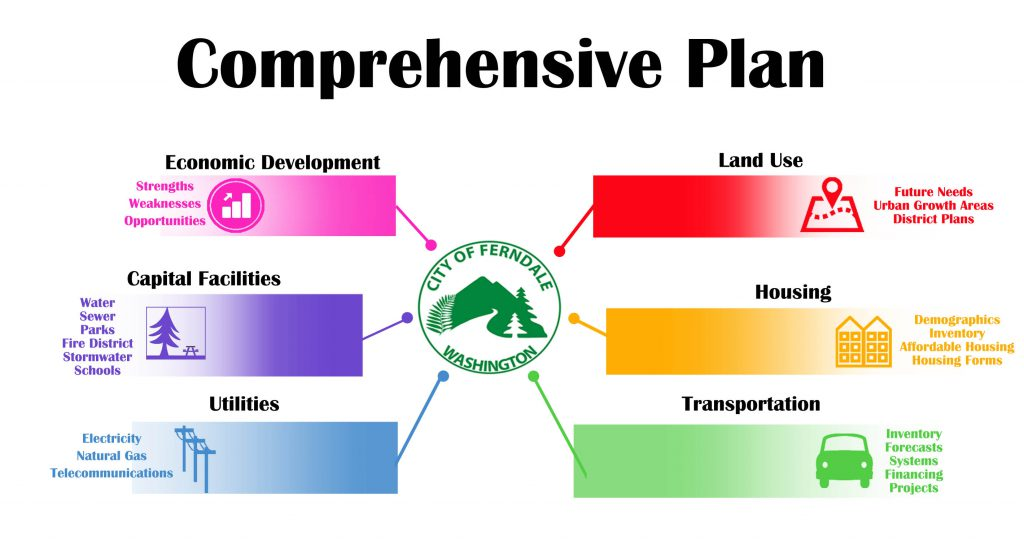 Comprehensive Plan
Economic Development
Strengths
Weaknesses
Opportunities
Capital Facilities
Water
Sewer
Parks
Fire District
Stormwater
Schools
Utilities
Electricity
Natural Gas
Telecommunications
CITY OF FERNDALE
WASHINGTON
Land Use
Future Needs
Urban Growth Areas
District Plans
Housing
Demographics
Inventory
Affordable Housing
Housing Forms
Transportation
Inventory
Forecasts
Systems
Financing
Projects